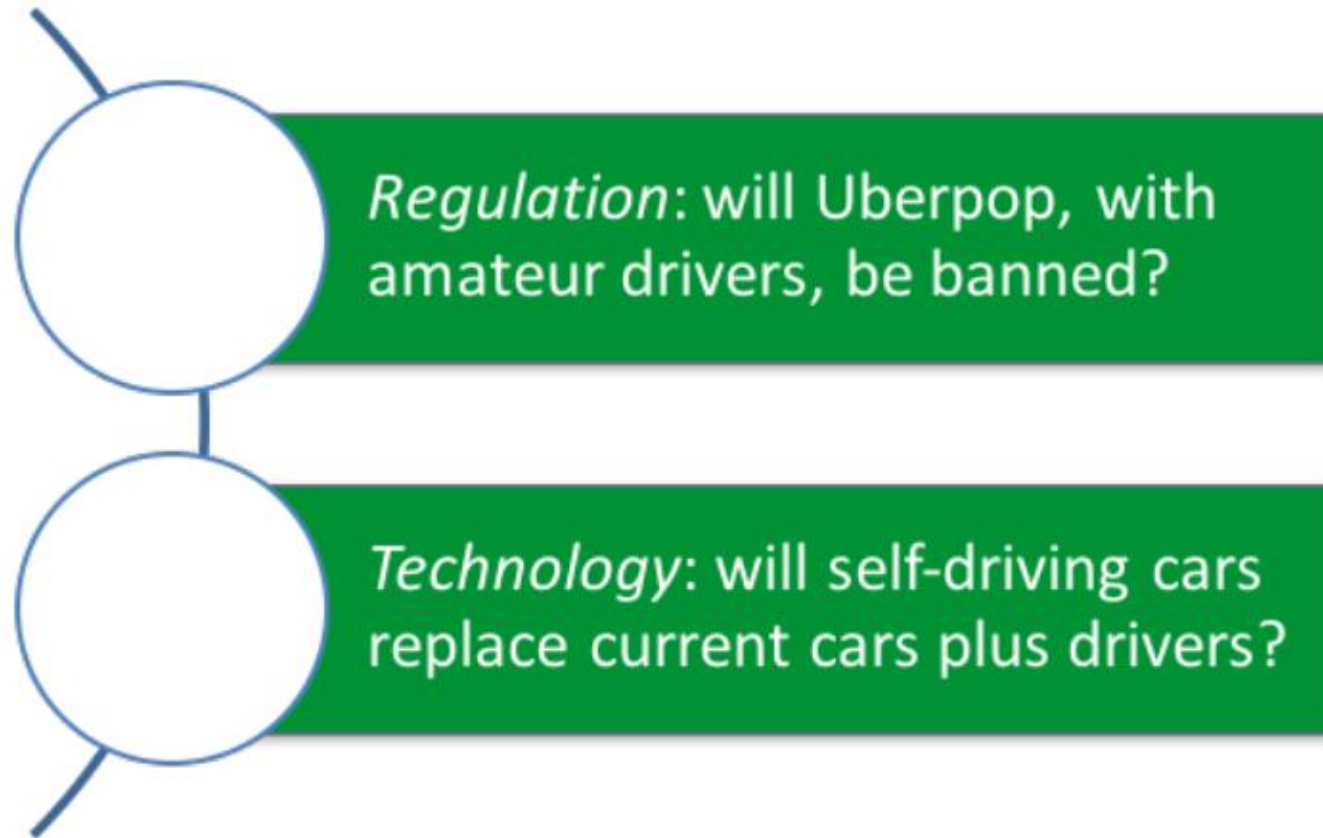 Regulation: will Uberpop, with
amateur drivers, be banned?
Technology: will self-driving cars
replace current cars plus drivers?